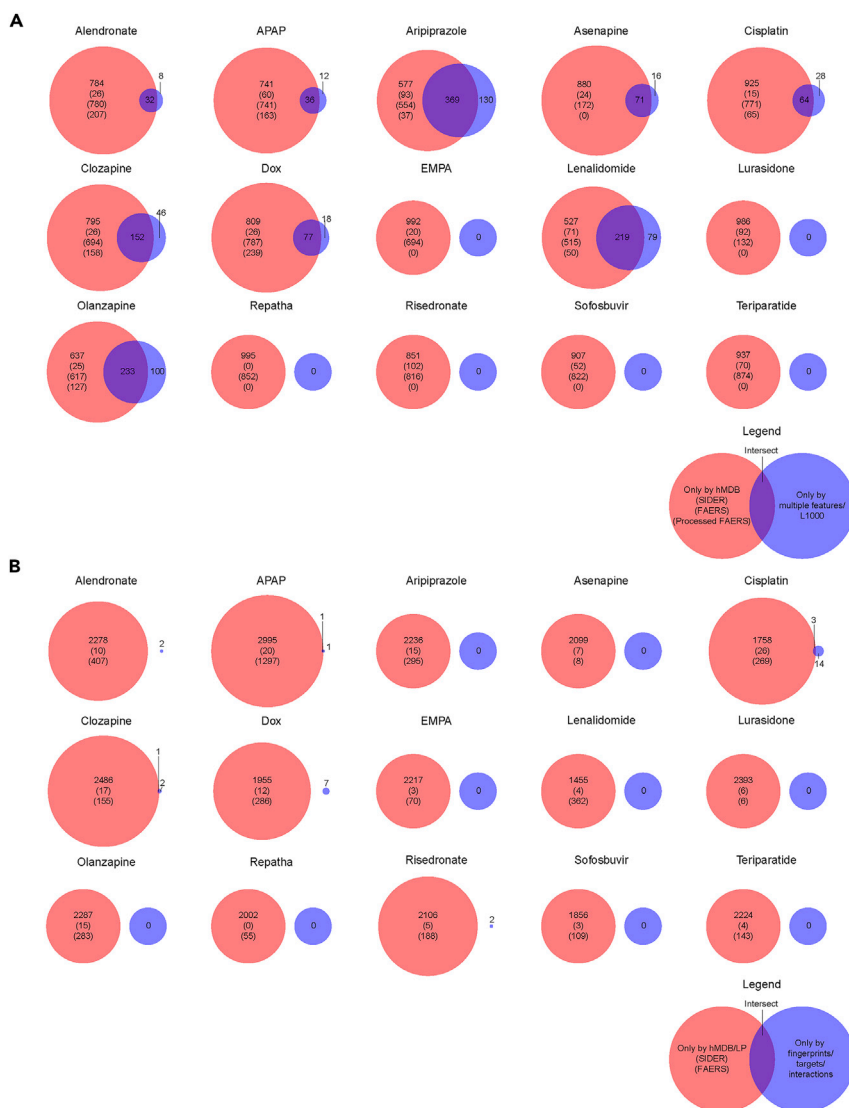 A
Alendronate
784
(26)
(780)
(207)
32
8
APAP
741
(60)
(741)
(163)
36
12
Aripiprazole
577
(93)
(554)
(37)
369
130
Asenapine
880
(24)
(172)
(0)
71
16
Cisplatin
925
(15)
(771)
(65)
64
28
Clozapine
795
(26)
(694)
(158)
152
46
Dox
809
(26)
(787)
(239)
77
18
EMPA
992
(20)
(694)
(0)
0
Lenalidomide
527
(71)
(515)
(50)
219
79
Lurasidone
986
(92)
(132)
(0)
0
Olanzapine
637
(25)
(617)
(127)
233
100
Repatha
995
(0)
(852)
(0)
0
Risedronate
851
(102)
(816)
(0)
0
Sofosbuvir
907
(52)
(822)
(0)
0
Teriparatide
937
(70)
(874)
(0)
0
Legend
Intersect
Only by hMDB
(SIDER)
(FAERS)
(Processed FAERS)
Only by
multiple features/
L1000
B
Alendronate
2278
(10)
(407)
2
APAP
2995
(20)
(1297)
1
1
Aripiprazole
2236
(15)
(295)
0
Asenapine
2099
(7)
(8)
0
Cisplatin
1758
(26)
(269)
3
14
Clozapine
2486
(17)
(155)
1
2
Dox
1955
(12)
(286)
7
EMPA
2217
(3)
(70)
0
Lenalidomide
1455
(4)
(362)
0
Lurasidone
2393
(6)
(6)
0
Olanzapine
2287
(15)
(283)
0
Repatha
2002
(0)
(55)
0
Risedronate
2106
(5)
(188)
2
Sofosbuvir
1856
(3)
(109)
0
Teriparatide
2224
(4)
(143)
0
Legend
Intersect
Only by hMDB/LP
(SIDER)
(FAERS)
Only by
fingerprints/
targets/
interactions